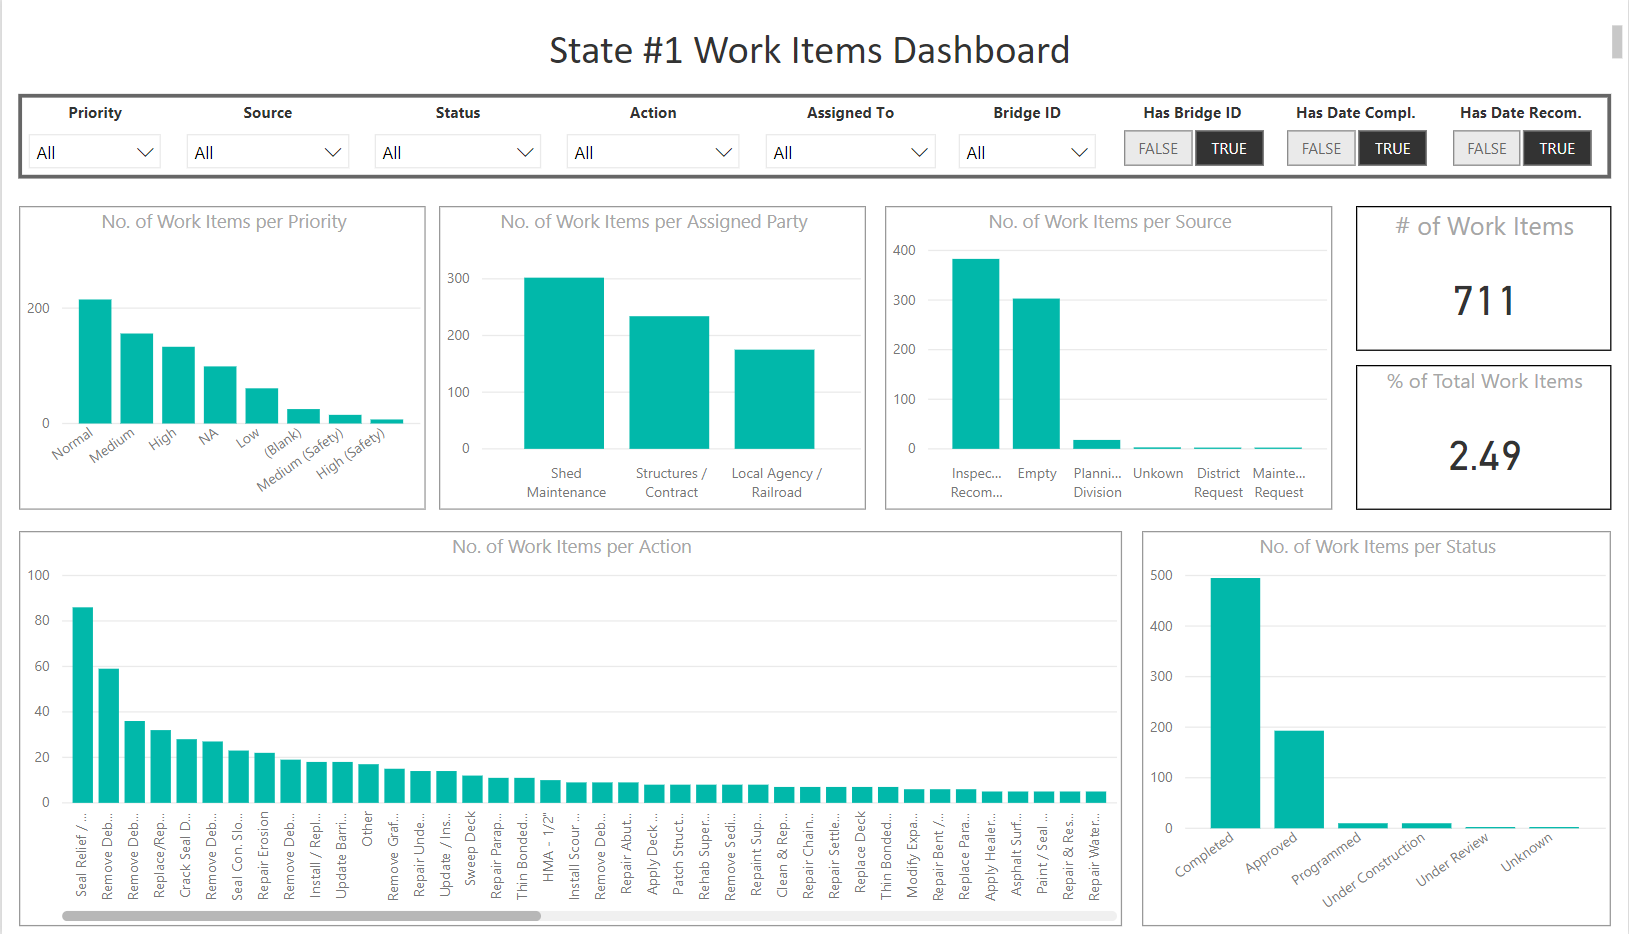 State #1 Work Items Dashboard
Priority
Source
Status
Action
Assigned To
Bridge ID
Has Bridge ID
Has Date Compl.
Has Date Recom.
All
All
All
All
All
All
FALSE TRUE
FALSE TRUE
FALSE TRUE
No. of Work Items per Priority
200
0
Normal
Medium
High
NA
Low
(Blank)
Medium (Safety)
High (Safety)
No. of Work Items per Assigned Party
300
200
100
0
Shed
Maintenance
Structures /
Contract
Local Agency /
Railroad
No. of Work Items per Source
400
300
200
100
0
Inspec...
Recom...
Empty
Planni...
Division
Unkown
District
Request
Mainte...
Request
# of Work Items
711
% of Total Work Items
2.49
No. of Work Items per Action
100
80
60
40
20
0
Seal Relief / ...
Remove Deb...
Remove Deb...
Replace/Rep...
Crack Seal D...
Remove Deb...
Seal Con. Slo...
Repair Erosion
Remove Deb...
Install / Repl...
Update Barri...
Other
Remove Graf...
Repair Unde...
Update / Ins...
Sweep Deck
Repair Parap...
Thin Bonded...
HMA - 1/2"
Install Scour ...
Remove Deb...
Repair Abut...
Apply Deck ...
Patch Struct...
Rehab Super...
Remove Sedi...
Repaint Sup...
Clean & Rep...
Repair Chain...
Repair Settle...
Replace Deck
Thin Bonded...
Modify Expa...
Repair Bent /...
Replace Para...
Apply Healer...
Asphalt Surf...
Paint / Seal ...
Repair & Res...
Repair Water...
No. of Work Items per Status
500
400
300
200
100
0
Completed
Approved
Programmed
Under Construction
Under Review
Unknown